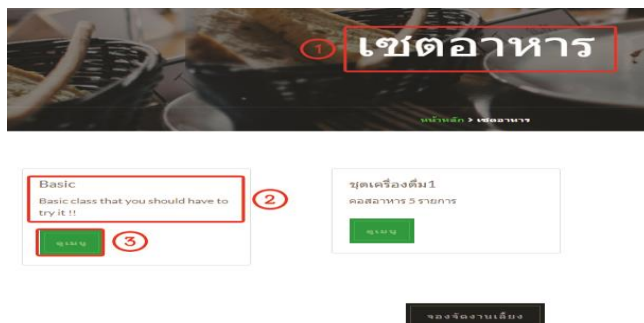 1 เซตอาหาร
หน้าหลัก > เซตอาหาร
Basic
Basic class that you should have to
try it !!
2
ดูเมนู
3
ชุดเครื่องดื่ม1
คอสอาหาร 5 รายการ
ดูเมนู
จองจัดงานเลี้ยง